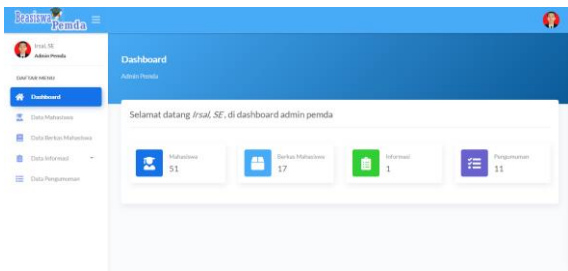 Beasiswa
Pemda
Irsal, SE
Admin Pemda
DAFTAR MENU
Dashboard
Data Mahasiswa
Data Berkas Mahasiswa
Data Informasi
Data Pengumuman
Dashboard
Admin Pemda
Selamat datang Irsal, SE, di dashboard admin pemda
Mahasiswa
51
Berkas Mahasiswa
17
Informasi
1
Pengumuman
11